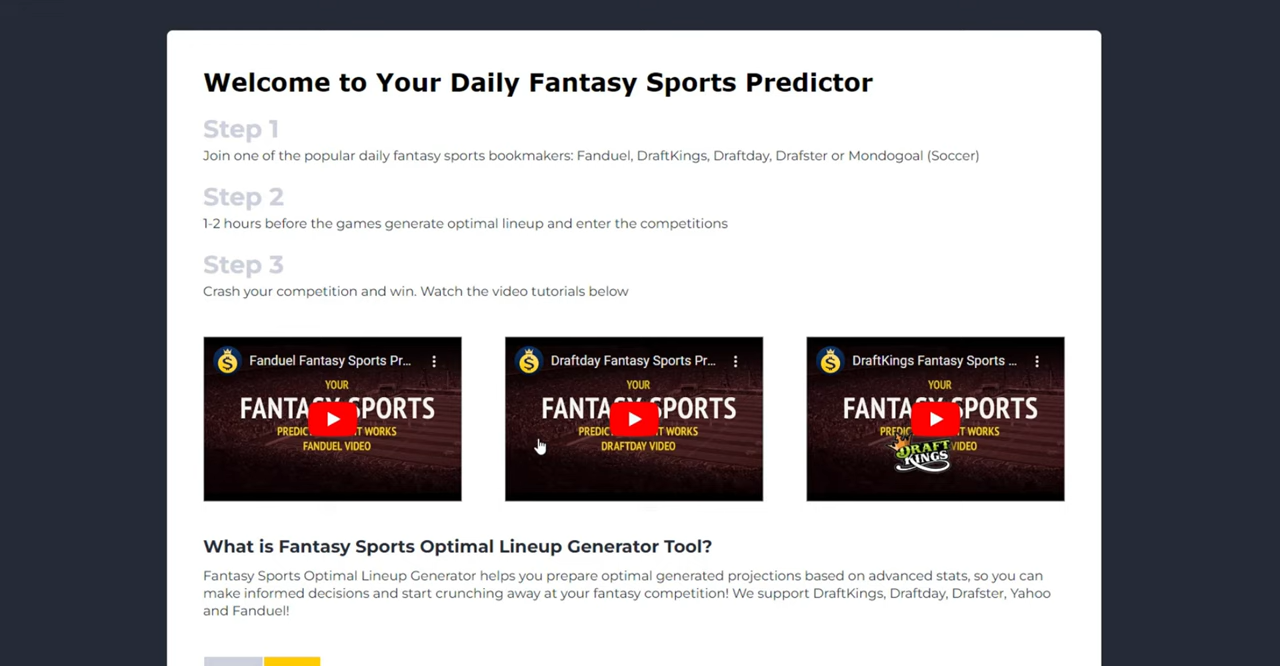 Welcome to Your Daily Fantasy Sports Predictor
Step 1
Join one of the popular daily fantasy sports bookmakers: Fanduel, DraftKings, Draftday, Drafster or Mondogoal (Soccer)
Step 2
1-2 hours before the games generate optimal lineup and enter the competitions
Step 3
Crash your competition and win. Watch the video tutorials below
Fanduel Fantasy Sports Pr...
YOUR
FANTASY SPORTS
WORKS
FANDUEL VIDEO
Draftday Fantasy Sports Pr...
YOUR
FANTASY SPORTS
WORKS
DRAFTDAY VIDEO
DraftKings Fantasy Sports ...
YOUR
FANTASY SPORTS
WORKS
DRAFT KINGS VIDEO
What is Fantasy Sports Optimal Lineup Generator Tool?
Fantasy Sports Optimal Lineup Generator helps you prepare optimal generated projections based on advanced stats, so you can
make informed decisions and start crunching away at your fantasy competition! We support DraftKings, Draftday, Drafster, Yahoo
and Fanduel!